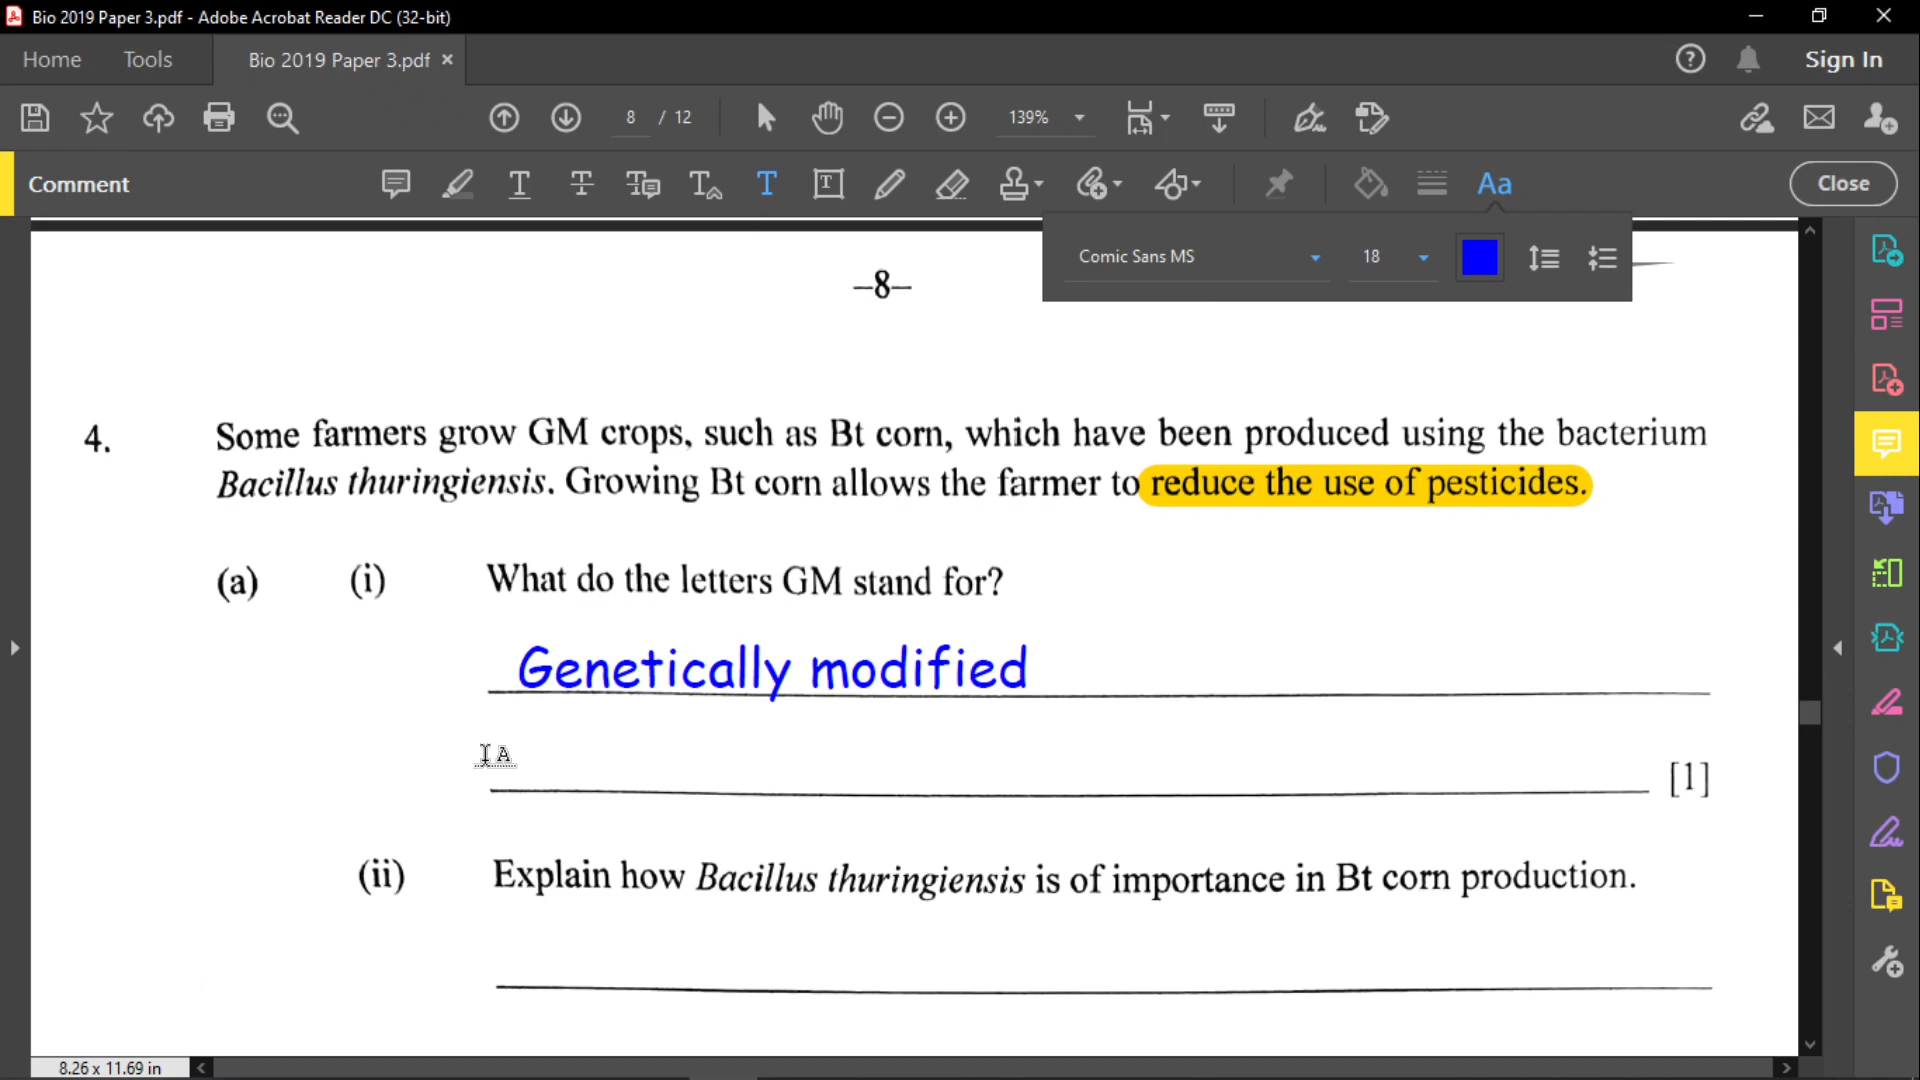 Bio 2019 Paper 3.pdf - Adobe Acrobat Reader DC (32-bit)
Home Tools Bio 2019 Paper 3.pdf × Sign In
8 / 12 139%
Comment Close
Comic Sans MS 18
–8–
4. Some farmers grow GM crops, such as Bt corn, which have been produced using the bacterium
Bacillus thuringiensis. Growing Bt corn allows the farmer to reduce the use of pesticides.
(a) (i) What do the letters GM stand for?
Genetically modified
[1]
(ii) Explain how Bacillus thuringiensis is of importance in Bt corn production.
8.26 x 11.69 in